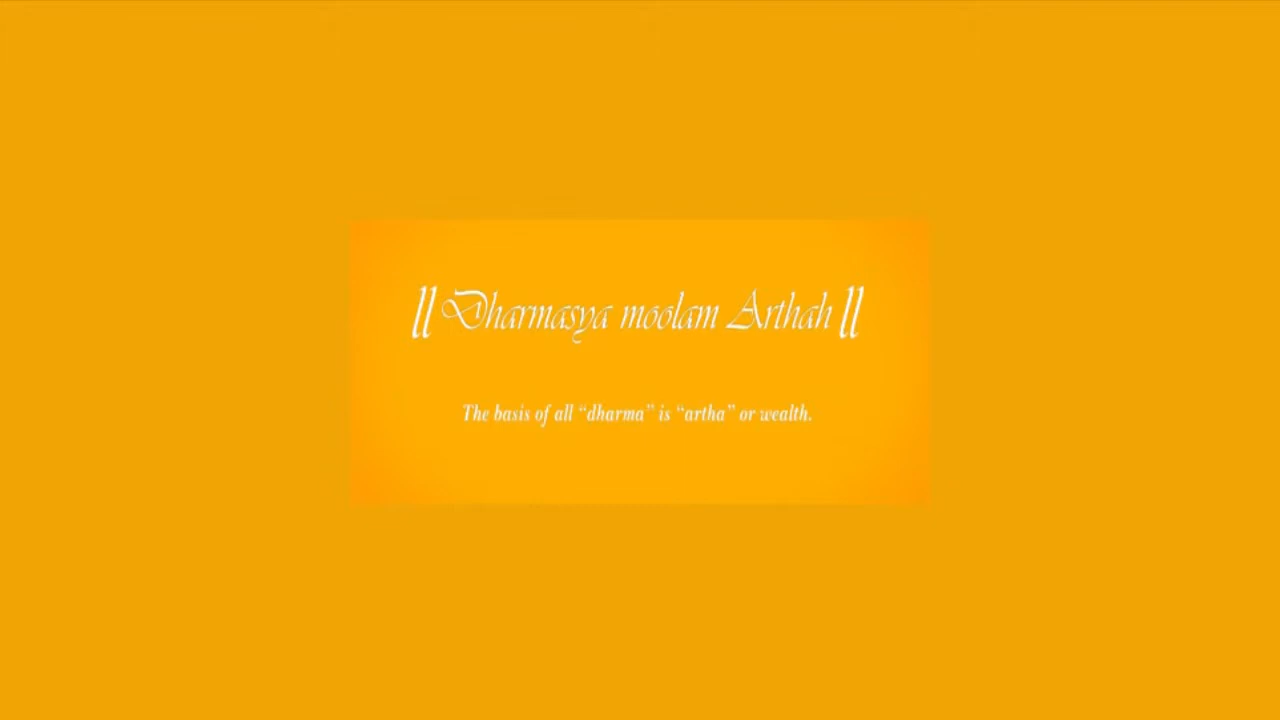 || Dharmasya moolam Arthah ||
The basis of all “dharma” is “artha” or wealth.